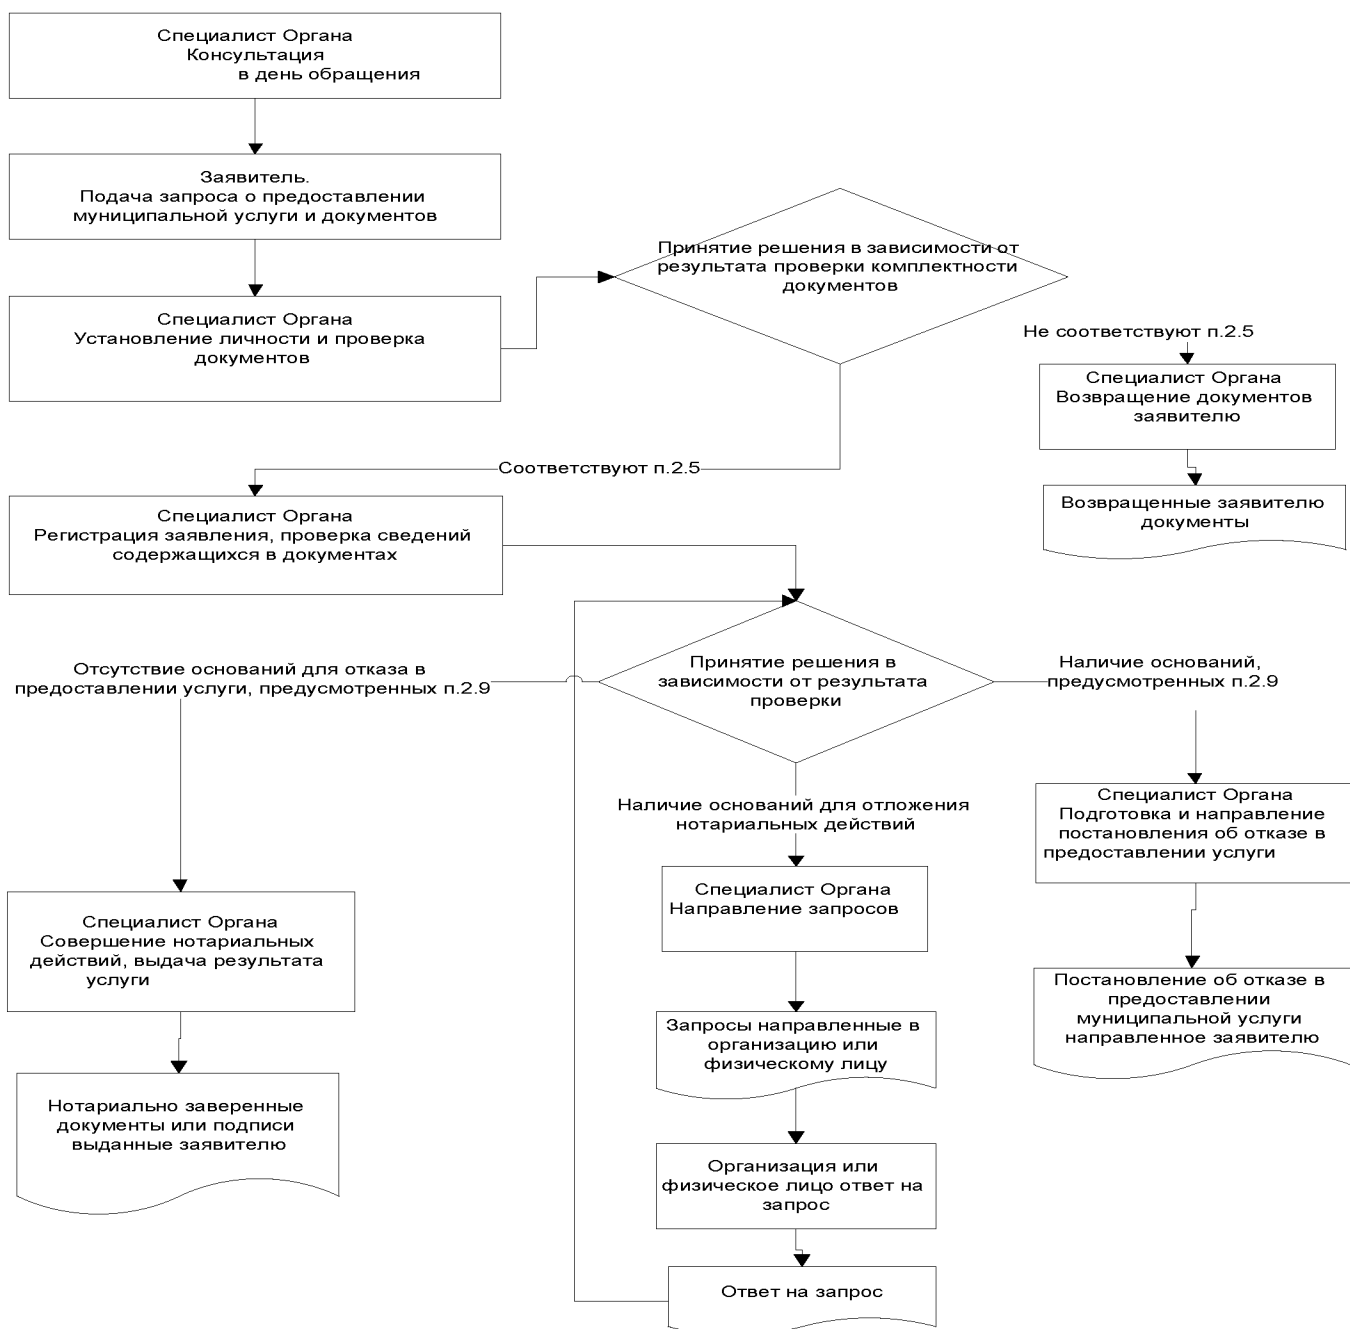 Специалист Органа
Консультация
в день обращения
Заявитель.
Подача запроса о предоставлении
муниципальной услуги и документов
Специалист Органа
Установление личности и проверка
документов
Принятие решения в зависимости от
результата проверки комплектности
документов
Не соответствуют п.2.5
Специалист Органа
Возвращение документов
заявителю
Возвращенные заявителю
документы
Соответствуют п.2.5
Специалист Органа
Регистрация заявления, проверка сведений
содержащихся в документах
Принятие решения в
зависимости от результата
проверки
Отсутствие оснований для отказа в
предоставлении услуги, предусмотренных п.2.9
Наличие оснований,
предусмотренных п.2.9
Наличие оснований для отложения
нотариальных действий
Специалист Органа
Подготовка и направление
постановления об отказе в
предоставлении услуги
Специалист Органа
Направление запросов
Специалист Органа
Совершение нотариальных
действий, выдача результата
услуги
Постановление об отказе в
предоставлении
муниципальной услуги
направленное заявителю
Запросы направленные в
организацию или
физическому лицу
Нотариально заверенные
документы или подписи
выданные заявителю
Организация или
физическое лицо ответ на
запрос
Ответ на запрос